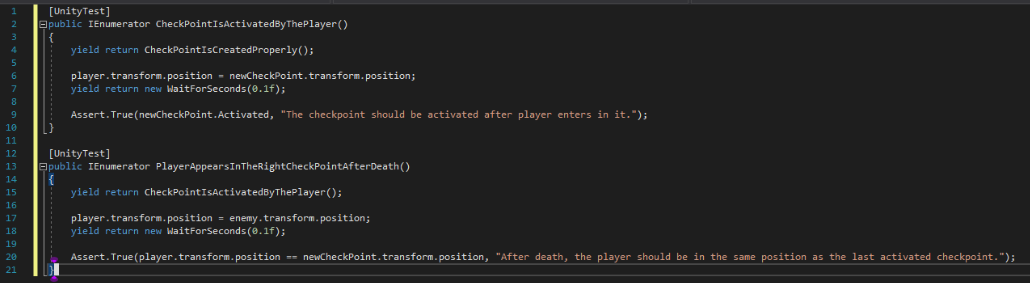 1 [UnityTest]
2 public IEnumerator CheckPointIsActivatedByThePlayer()
3 {
4 yield return CheckPointIsCreatedProperly();
5
6 player.transform.position = newCheckPoint.transform.position;
7 yield return new WaitForSeconds(0.1f);
8
9 Assert.True(newCheckPoint.Activated, "The checkpoint should be activated after player enters in it.");
10 }
11
12 [UnityTest]
13 public IEnumerator PlayerAppearsInTheRightCheckPointAfterDeath()
14 {
15 yield return CheckPointIsActivatedByThePlayer();
16
17 player.transform.position = enemy.transform.position;
18 yield return new WaitForSeconds(0.1f);
19
20 Assert.True(player.transform.position == newCheckPoint.transform.position, "After death, the player should be in the same position as the last activated checkpoint.");
21 }